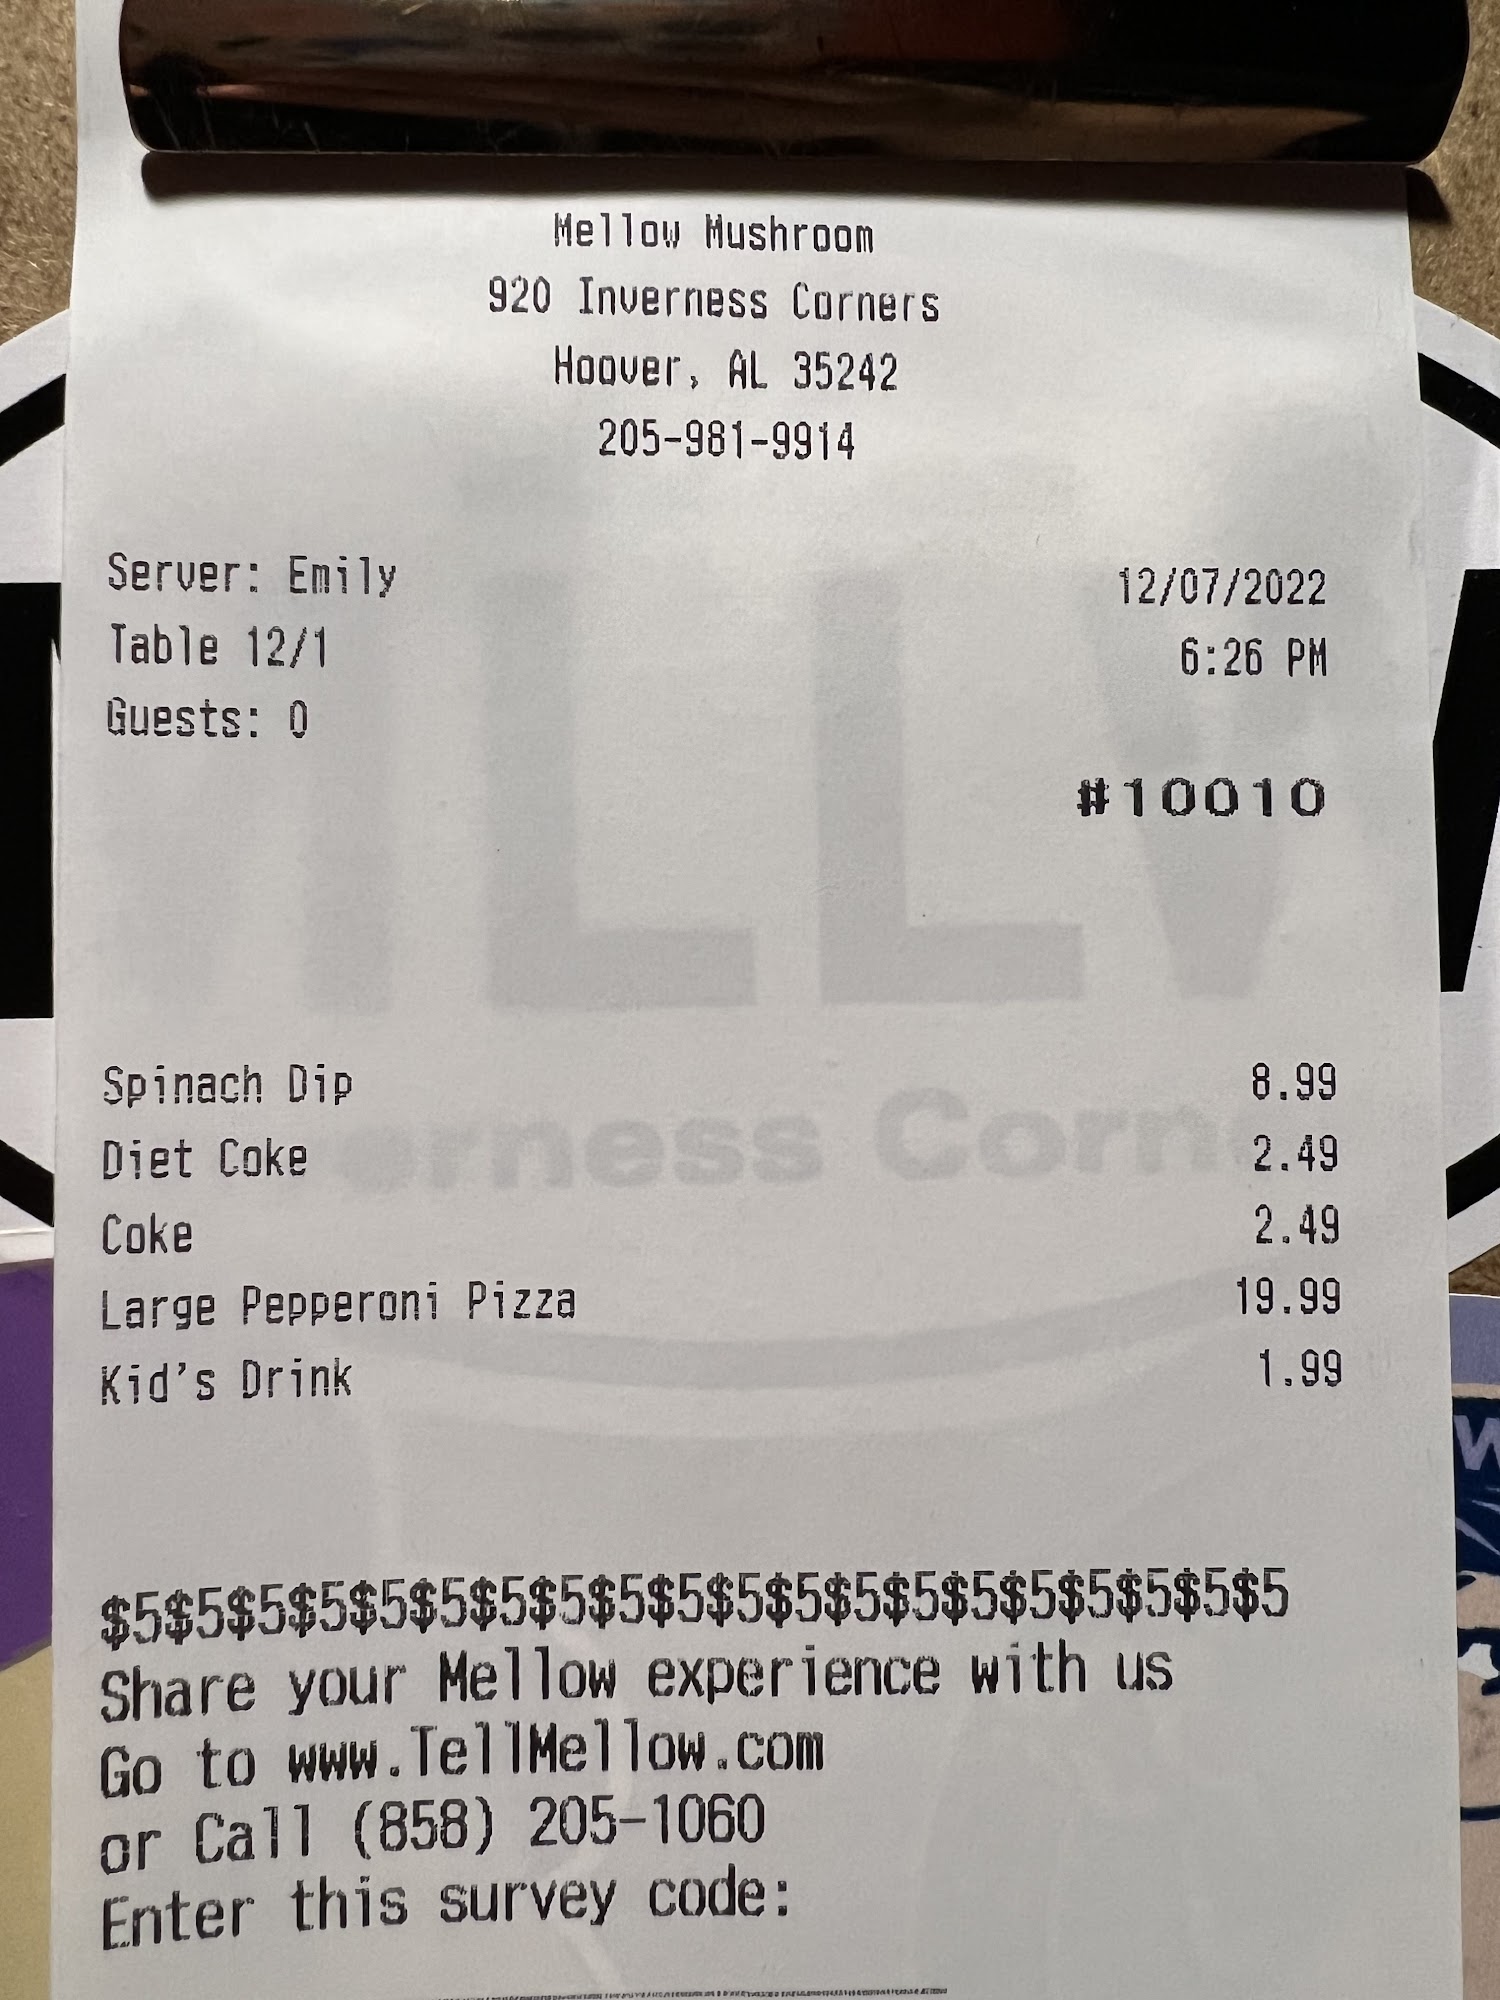 Mellow Mushroom
920 Inverness Corners
Hoover, AL 35242
205-981-9914
Server: Emily 12/07/2022
Table 12/1 6:26 PM
Guests: 0
#10010
Spinach Dip 8.99
Diet Coke 2.49
Coke 2.49
Large Pepperoni Pizza 19.99
Kid's Drink 1.99
$5$5$5$5$5$5$5$5$5$5$5$5$5$5$5$5$5$5$5$5
Share your Mellow experience with us
Go to www.TellMellow.com
or Call (858) 205-1060
Enter this survey code: